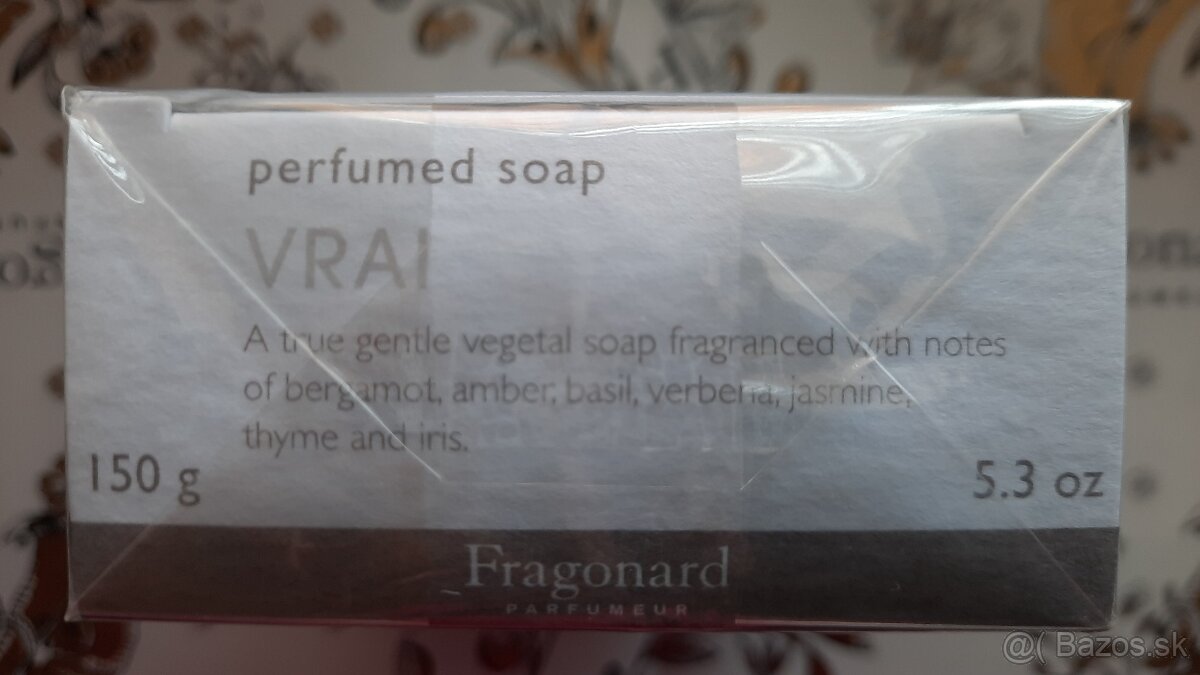 perfumed soap
VRAI
A true gentle vegetal soap fragranced with notes
of bergamot, amber, basil, verbena, jasmine,
thyme and iris.
150 g
5.3 oz
Fragonard
PARFUMEUR
@( Bazos.sk